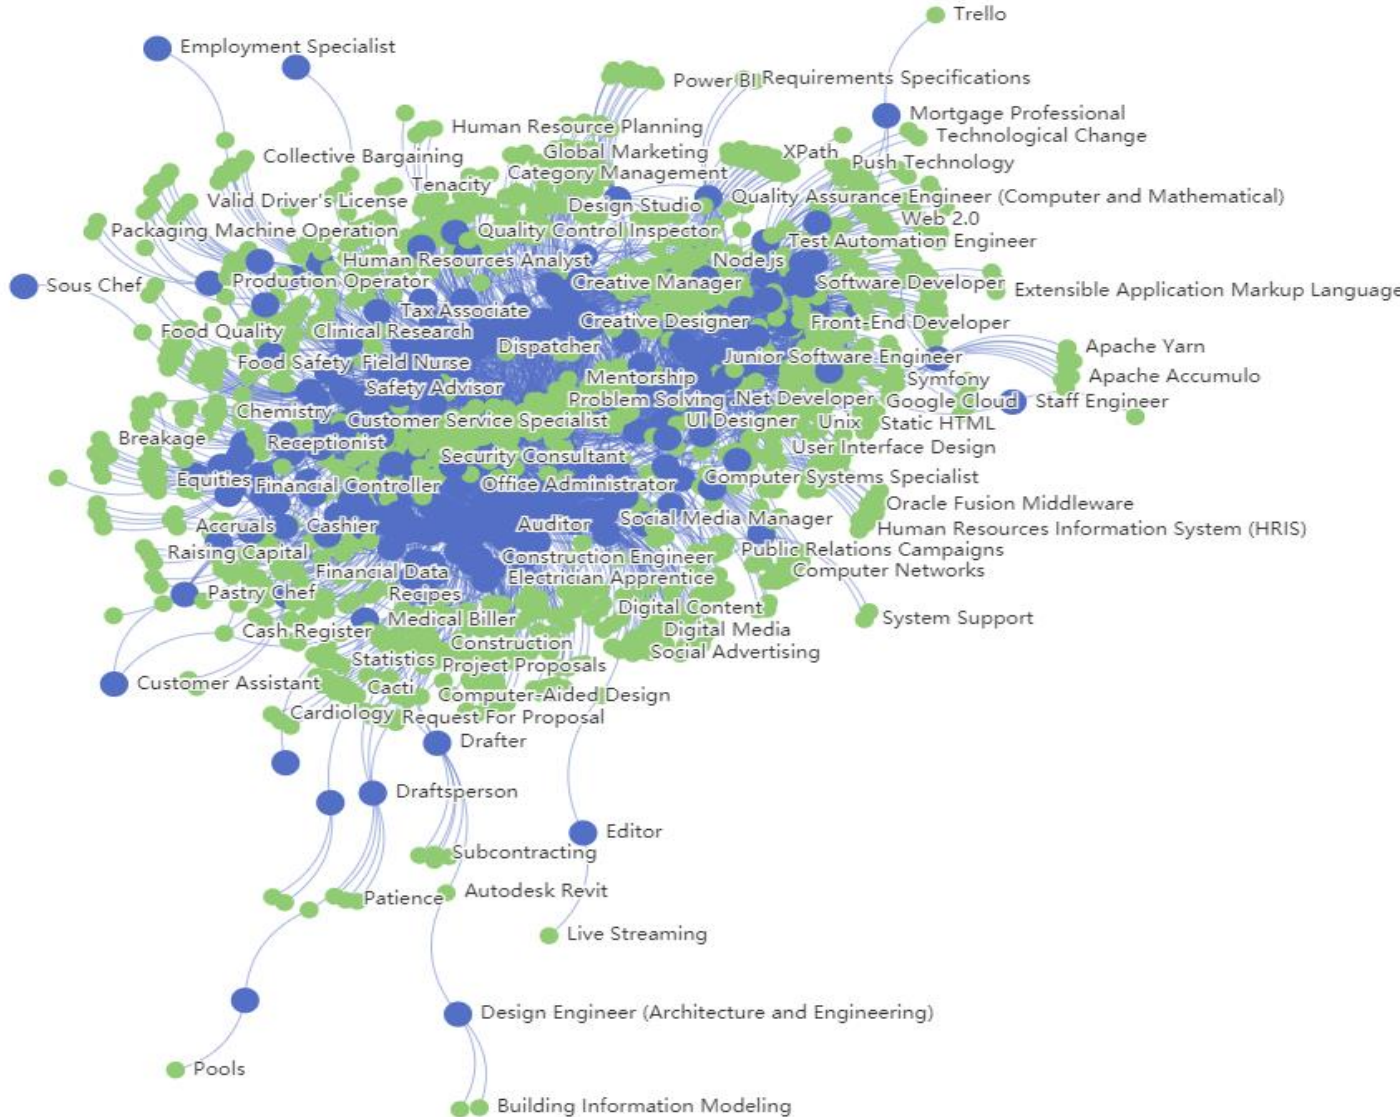 Trello
Employment Specialist
Power BI
Requirements Specifications
Mortgage Professional
Human Resource Planning
Technological Change
Global Marketing
XPath
Collective Bargaining
Push Technology
Category Management
Tenacity
Quality Assurance Engineer (Computer and Mathematical)
Valid Driver's License
Design Studio
Web 2.0
Packaging Machine Operation
Quality Control Inspector
Test Automation Engineer
Human Resources Analyst
Node.js
Production Operator
Creative Manager
Software Developer
Sous Chef
Extensible Application Markup Language
Tax Associate
Creative Designer
Front-End Developer
Food Quality
Clinical Research
Dispatcher
Apache Yarn
Junior Software Engineer
Food Safety
Field Nurse
Mentorship
Apache Accumulo
Symfony
Safety Advisor
Problem Solving
.Net Developer
Google Cloud
Staff Engineer
Chemistry
Customer Service Specialist
UI Designer
Unix
Static HTML
Breakage
Receptionist
User Interface Design
Security Consultant
Equities
Financial Controller
Office Administrator
Computer Systems Specialist
Oracle Fusion Middleware
Accruals
Cashier
Auditor
Social Media Manager
Human Resources Information System (HRIS)
Raising Capital
Construction Engineer
Public Relations Campaigns
Financial Data
Electrician Apprentice
Computer Networks
Pastry Chef
Recipes
Digital Content
Medical Biller
System Support
Cash Register
Construction
Digital Media
Statistics
Project Proposals
Social Advertising
Customer Assistant
Cacti
Computer-Aided Design
Cardiology
Request For Proposal
Drafter
Draftsperson
Editor
Subcontracting
Autodesk Revit
Patience
Live Streaming
Design Engineer (Architecture and Engineering)
Pools
Building Information Modeling